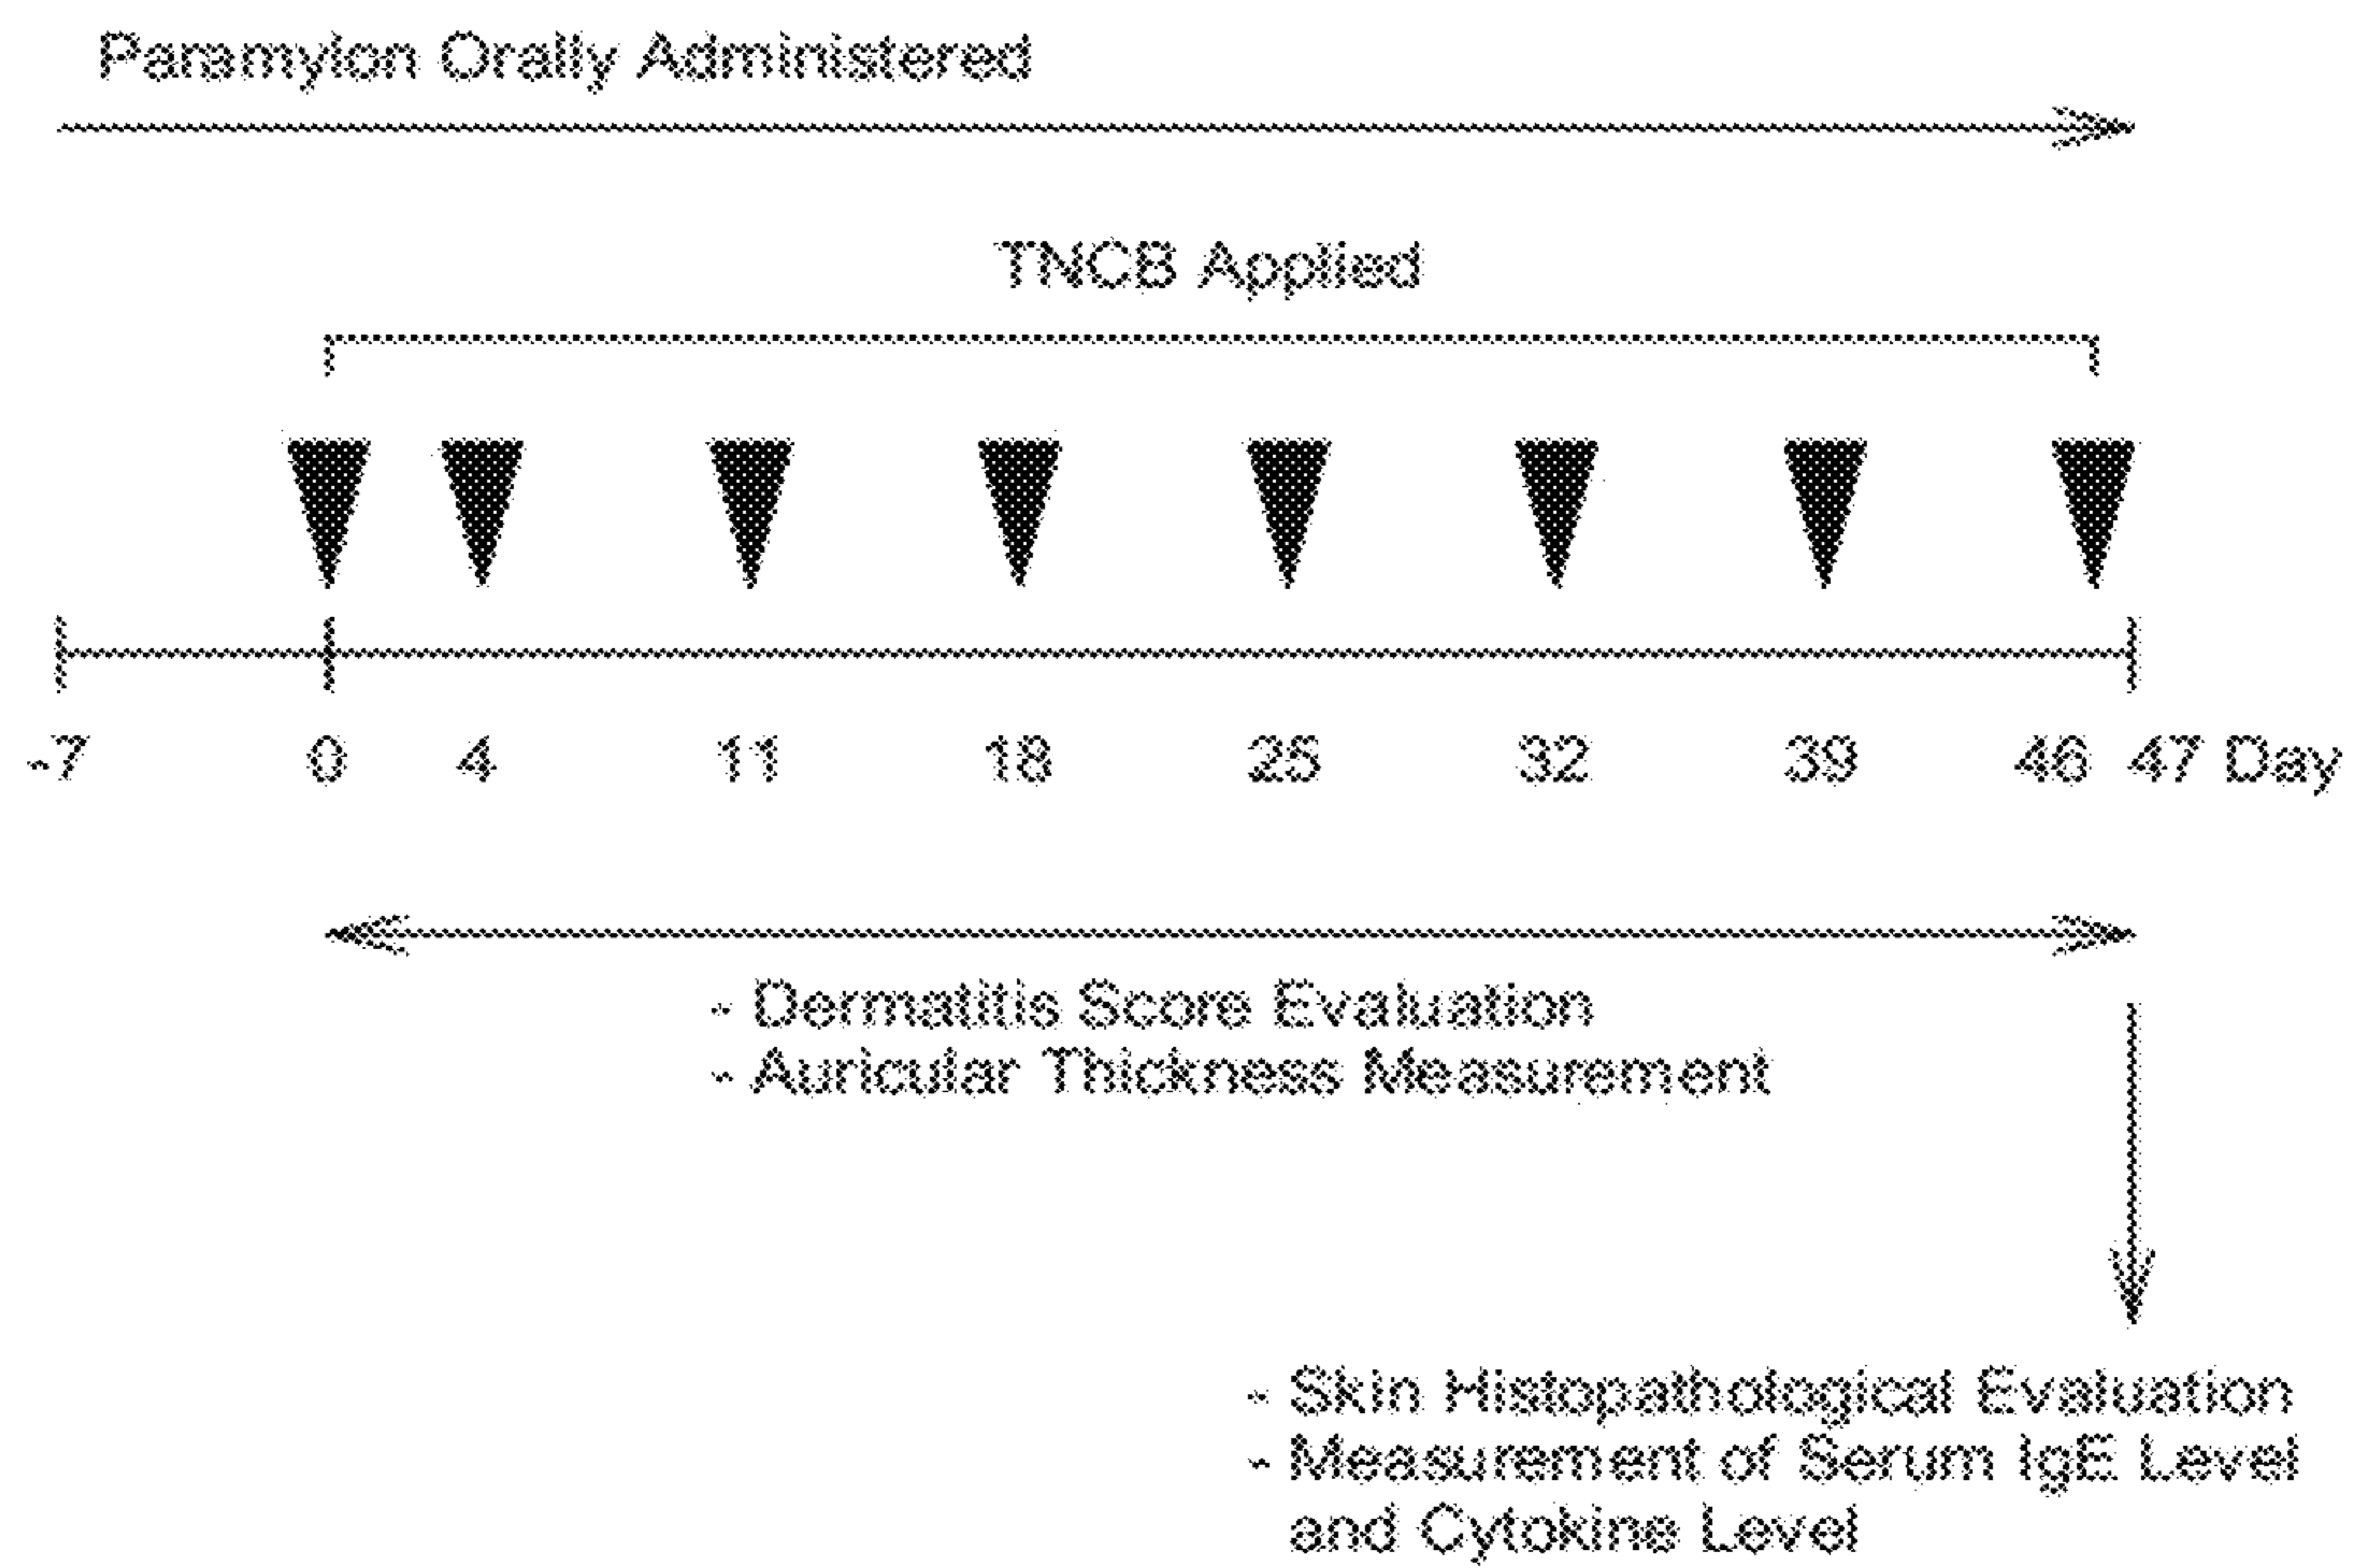 Paramylon Orally Administered
TNCB Applied
-7 0 4 11 18 25 32 39 46 47 Day
- Dermatitis Score Evaluation
- Auricular Thickness Measurement
- Skin Histopathological Evaluation
- Measurement of Serum IgE Level
and Cytokine Level